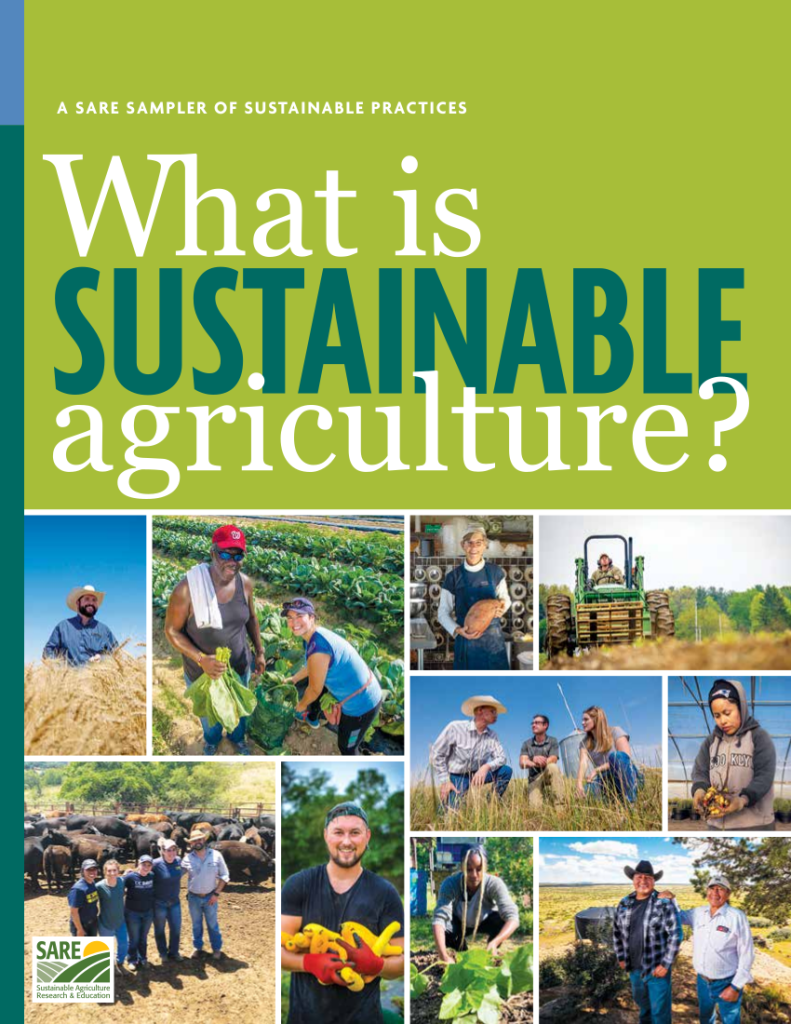 A SARE SAMPLER OF SUSTAINABLE PRACTICES
What is
SUSTAINABLE
agriculture?
SARE
Sustainable Agriculture
Research & Education